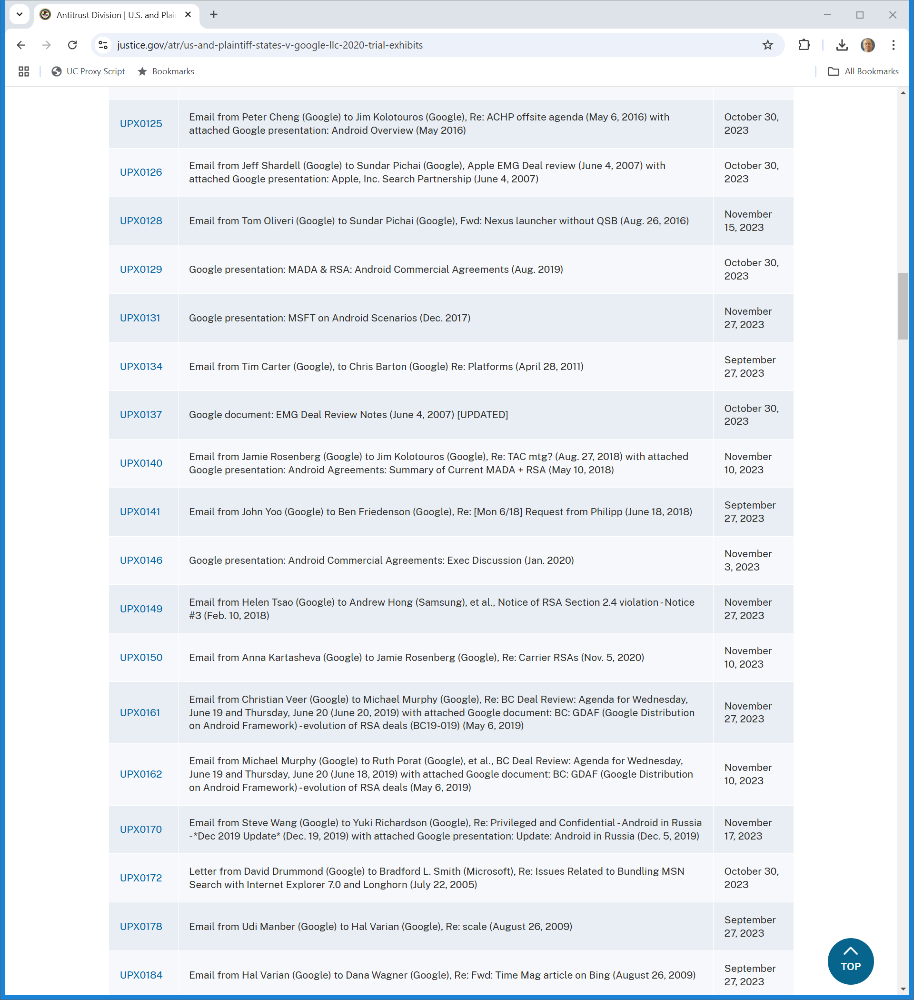 Antitrust Division | U.S. and Plai
justice.gov/atr/us-and-plaintiff-states-v-google-llc-2020-trial-exhibits
UC Proxy Script
Bookmarks
All Bookmarks
UPX0125
Email from Peter Cheng (Google) to Jim Kolotouros (Google), Re: ACHP offsite agenda (May 6, 2016) with
attached Google presentation: Android Overview (May 2016)
October 30,
2023
UPX0126
Email from Jeff Shardell (Google) to Sundar Pichai (Google), Apple EMG Deal review (June 4, 2007) with
attached Google presentation: Apple, Inc. Search Partnership (June 4, 2007)
October 30,
2023
UPX0128
Email from Tom Oliveri (Google) to Sundar Pichai (Google), Fwd: Nexus launcher without QSB (Aug. 26, 2016)
November
15, 2023
UPX0129
Google presentation: MADA & RSA: Android Commercial Agreements (Aug. 2019)
October 30,
2023
UPX0131
Google presentation: MSFT on Android Scenarios (Dec. 2017)
November
27, 2023
UPX0134
Email from Tim Carter (Google), to Chris Barton (Google) Re: Platforms (April 28, 2011)
September
27, 2023
UPX0137
Google document: EMG Deal Review Notes (June 4, 2007) [UPDATED]
October 30,
2023
UPX0140
Email from Jamie Rosenberg (Google) to Jim Kolotouros (Google), Re: TAC mtg? (Aug. 27, 2018) with attached
Google presentation: Android Agreements: Summary of Current MADA + RSA (May 10, 2018)
November
10, 2023
UPX0141
Email from John Yoo (Google) to Ben Friedenson (Google), Re: [Mon 6/18] Request from Philipp (June 18, 2018)
September
27, 2023
UPX0146
Google presentation: Android Commercial Agreements: Exec Discussion (Jan. 2020)
November
3, 2023
UPX0149
Email from Helen Tsao (Google) to Andrew Hong (Samsung), et al., Notice of RSA Section 2.4 violation - Notice
#3 (Feb. 10, 2018)
November
27, 2023
UPX0150
Email from Anna Kartasheva (Google) to Jamie Rosenberg (Google), Re: Carrier RSAs (Nov. 5, 2020)
November
10, 2023
UPX0161
Email from Christian Veer (Google) to Michael Murphy (Google), Re: BC Deal Review: Agenda for Wednesday,
June 19 and Thursday, June 20 (June 20, 2019) with attached Google document: BC: GDAF (Google Distribution
on Android Framework) - evolution of RSA deals (BC19-019) (May 6, 2019)
November
27, 2023
UPX0162
Email from Michael Murphy (Google) to Ruth Porat (Google), et al., BC Deal Review: Agenda for Wednesday,
June 19 and Thursday, June 20 (June 18, 2019) with attached Google document: BC: GDAF (Google Distribution
on Android Framework) - evolution of RSA deals (May 6, 2019)
November
10, 2023
UPX0170
Email from Steve Wang (Google) to Yuki Richardson (Google), Re: Privileged and Confidential - Android in Russia
- *Dec 2019 Update* (Dec. 19, 2019) with attached Google presentation: Update: Android in Russia (Dec. 5, 2019)
November
17, 2023
UPX0172
Letter from David Drummond (Google) to Bradford L. Smith (Microsoft), Re: Issues Related to Bundling MSN
Search with Internet Explorer 7.0 and Longhorn (July 22, 2005)
October 30,
2023
UPX0178
Email from Udi Manber (Google) to Hal Varian (Google), Re: scale (August 26, 2009)
September
27, 2023
UPX0184
Email from Hal Varian (Google) to Dana Wagner (Google), Re: Fwd: Time Mag article on Bing (August 26, 2009)
September
27, 2023
TOP